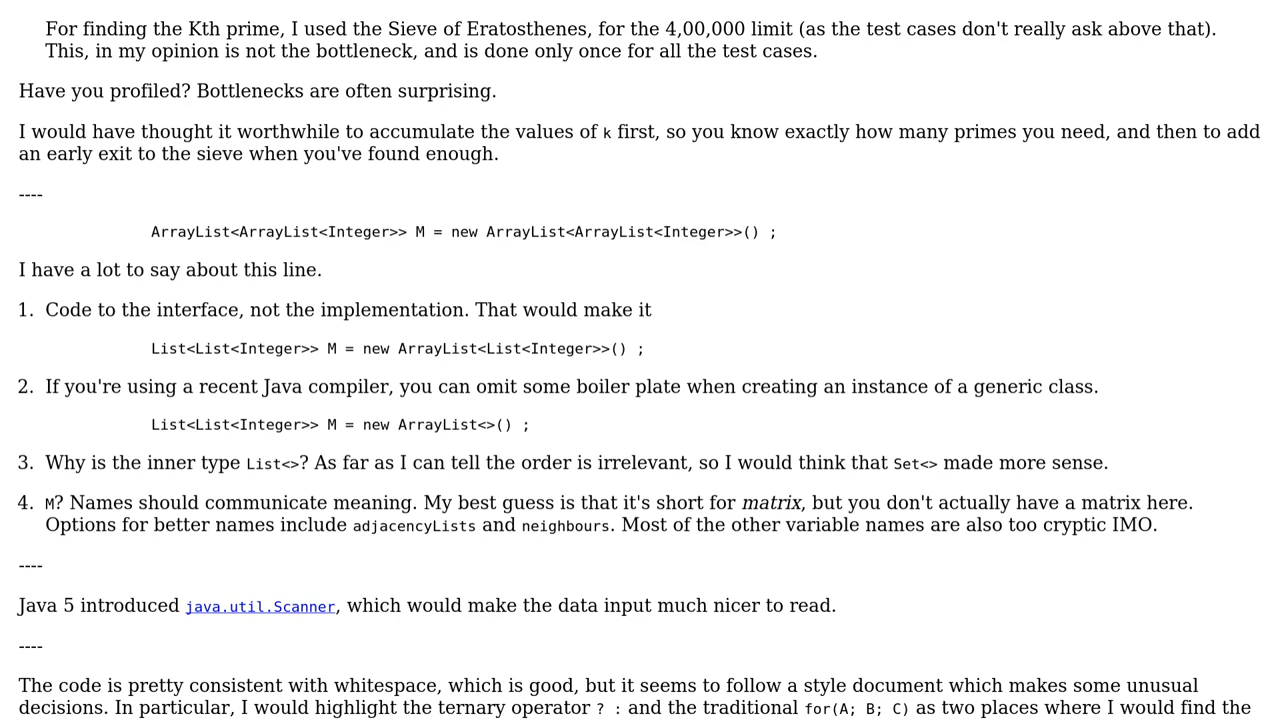 For finding the Kth prime, I used the Sieve of Eratosthenes, for the 4,00,000 limit (as the test cases don't really ask above that).
This, in my opinion is not the bottleneck, and is done only once for all the test cases.
Have you profiled? Bottlenecks are often surprising.
I would have thought it worthwhile to accumulate the values of k first, so you know exactly how many primes you need, and then to add
an early exit to the sieve when you've found enough.
----
ArrayList<ArrayList<Integer>> M = new ArrayList<ArrayList<Integer>>() ;
I have a lot to say about this line.
1. Code to the interface, not the implementation. That would make it
List<List<Integer>> M = new ArrayList<List<Integer>>() ;
2. If you're using a recent Java compiler, you can omit some boiler plate when creating an instance of a generic class.
List<List<Integer>> M = new ArrayList<>() ;
3. Why is the inner type List<>? As far as I can tell the order is irrelevant, so I would think that Set<> made more sense.
4. M? Names should communicate meaning. My best guess is that it's short for matrix, but you don't actually have a matrix here.
Options for better names include adjacencyLists and neighbours. Most of the other variable names are also too cryptic IMO.
----
Java 5 introduced java.util.Scanner, which would make the data input much nicer to read.
----
The code is pretty consistent with whitespace, which is good, but it seems to follow a style document which makes some unusual
decisions. In particular, I would highlight the ternary operator ? : and the traditional for(A; B; C) as two places where I would find the